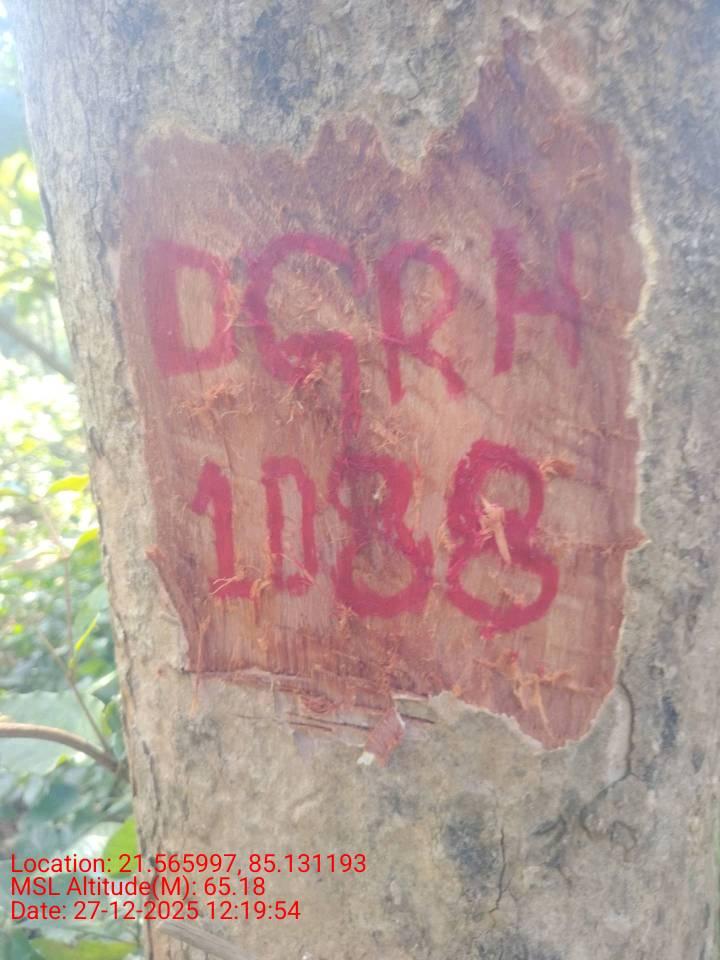 DGRH
1088
Location: 21.565997, 85.131193
MSL Altitude(M): 65.18
Date: 27-12-2025 12:19:54